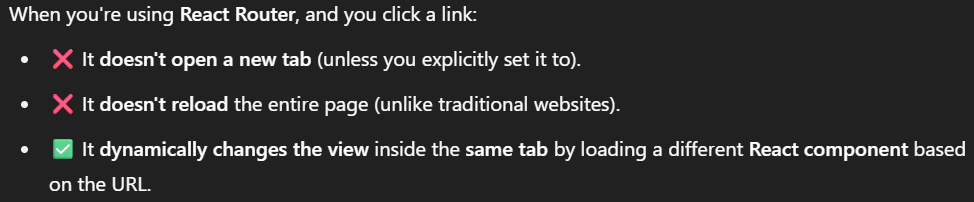 When you're using React Router, and you click a link:
• ❌ It doesn't open a new tab (unless you explicitly set it to).
• ❌ It doesn't reload the entire page (unlike traditional websites).
• ✅ It dynamically changes the view inside the same tab by loading a different React component based
on the URL.